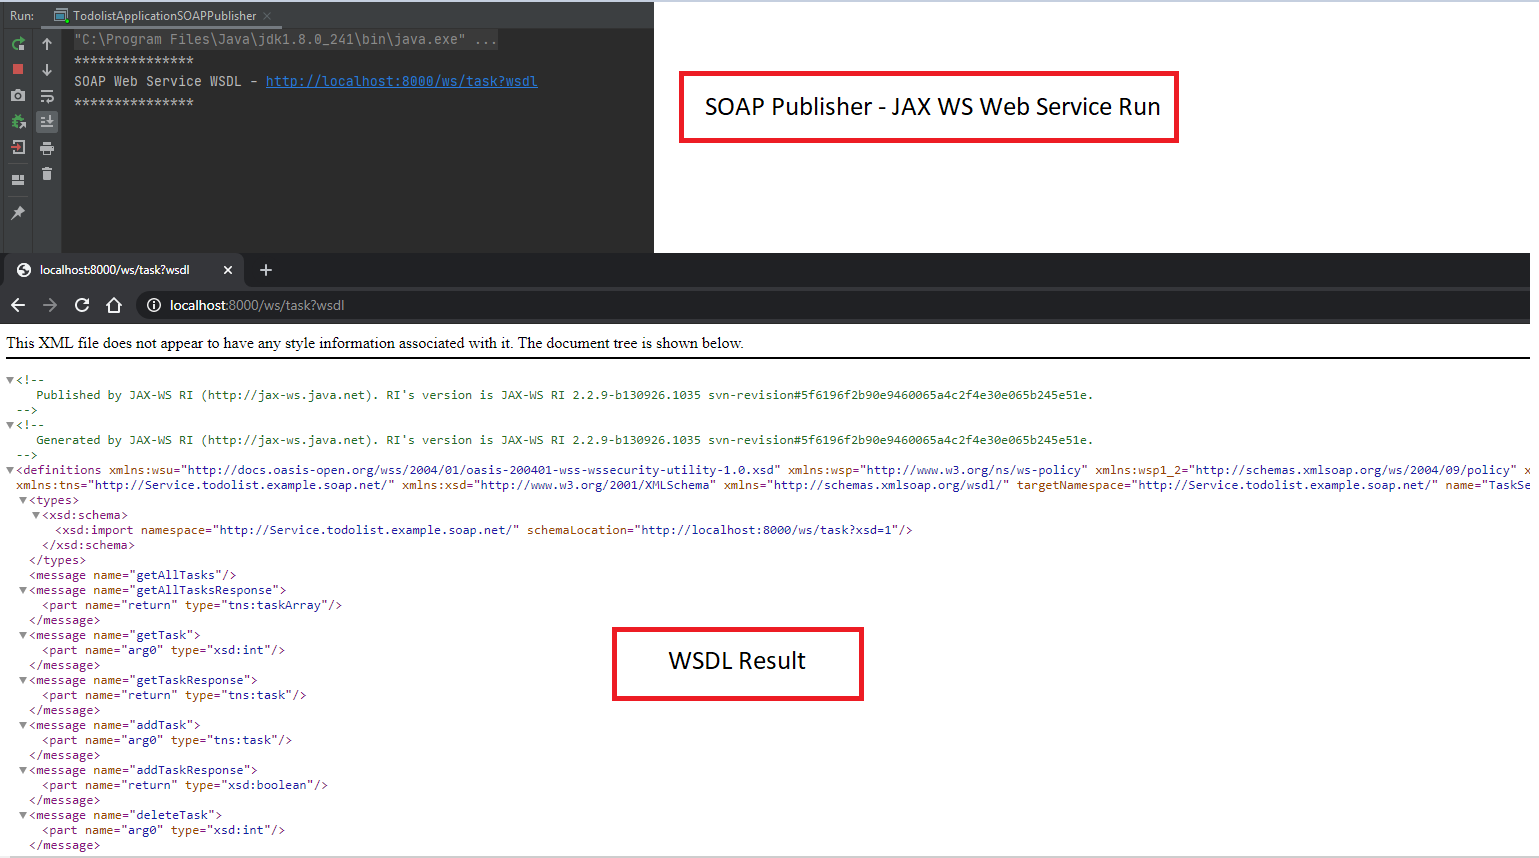 Run: TodolistApplicationSOAPPublisher
"C:\Program Files\Java\jdk1.8.0_241\bin\java.exe" ...
***************
SOAP Web Service WSDL - http://localhost:8000/ws/task?wsdl
***************
SOAP Publisher - JAX WS Web Service Run
localhost:8000/ws/task?wsdl
localhost:8000/ws/task?wsdl
This XML file does not appear to have any style information associated with it. The document tree is shown below.
<!--
Published by JAX-WS RI (http://jax-ws.java.net). RI's version is JAX-WS RI 2.2.9-b130926.1035 svn-revision#5f6196f2b90e9460065a4c2f4e30e065b245e51e.
-->
<!--
Generated by JAX-WS RI (http://jax-ws.java.net). RI's version is JAX-WS RI 2.2.9-b130926.1035 svn-revision#5f6196f2b90e9460065a4c2f4e30e065b245e51e.
-->
<definitions xmlns:wsu="http://docs.oasis-open.org/wss/2004/01/oasis-200401-wss-wssecurity-utility-1.0.xsd" xmlns:wsp="http://www.w3.org/ns/ws-policy" xmlns:wsp1_2="http://schemas.xmlsoap.org/ws/2004/09/policy" x
xmlns:tns="http://Service.todolist.example.soap.net/" xmlns:xsd="http://www.w3.org/2001/XMLSchema" xmlns="http://schemas.xmlsoap.org/wsdl/" targetNamespace="http://Service.todolist.example.soap.net/" name="TaskSe
<types>
<xsd:schema>
<xsd:import namespace="http://Service.todolist.example.soap.net/" schemaLocation="http://localhost:8000/ws/task?xsd=1"/>
</xsd:schema>
</types>
<message name="getAllTasks"/>
<message name="getAllTasksResponse">
<part name="return" type="tns:taskArray"/>
</message>
<message name="getTask">
<part name="arg0" type="xsd:int"/>
</message>
<message name="getTaskResponse">
<part name="return" type="tns:task"/>
</message>
<message name="addTask">
<part name="arg0" type="tns:task"/>
</message>
<message name="addTaskResponse">
<part name="return" type="xsd:boolean"/>
</message>
<message name="deleteTask">
<part name="arg0" type="xsd:int"/>
</message>
WSDL Result